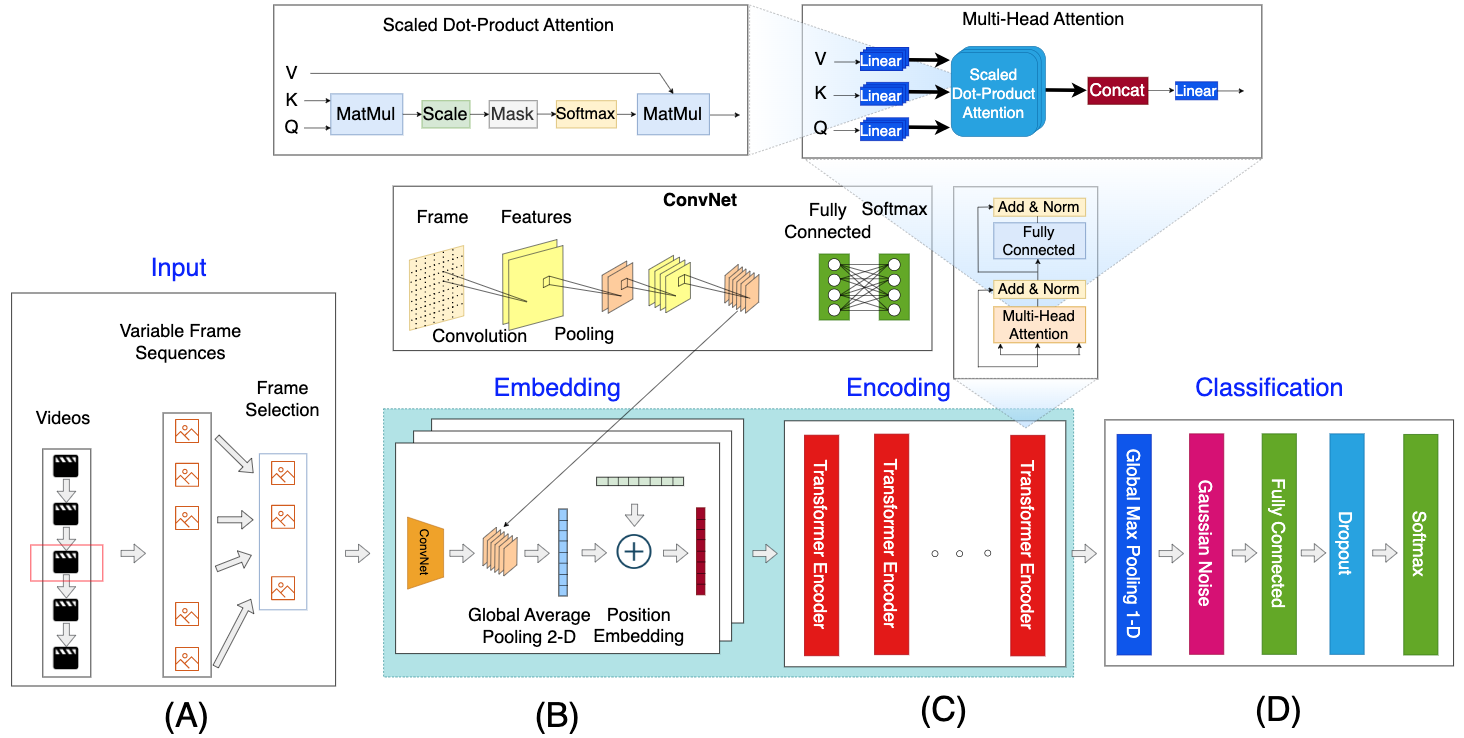 Scaled Dot-Product Attention
V
K
Q
MatMul
Scale
Mask
Softmax
MatMul
Multi-Head Attention
V
K
Q
Linear
Linear
Linear
Scaled
Dot-Product
Attention
Concat
Linear
ConvNet
Frame
Features
Fully
Connected
Softmax
Convolution
Pooling
Add & Norm
Fully
Connected
Add & Norm
Multi-Head
Attention
Input
Variable Frame
Sequences
Frame
Selection
Videos
Embedding
ConvNet
Global Average
Pooling 2-D
Position
Embedding
Encoding
Transformer Encoder
Transformer Encoder
Transformer Encoder
Classification
Global Max Pooling 1-D
Gaussian Noise
Fully Connected
Dropout
Softmax
(A)
(B)
(C)
(D)